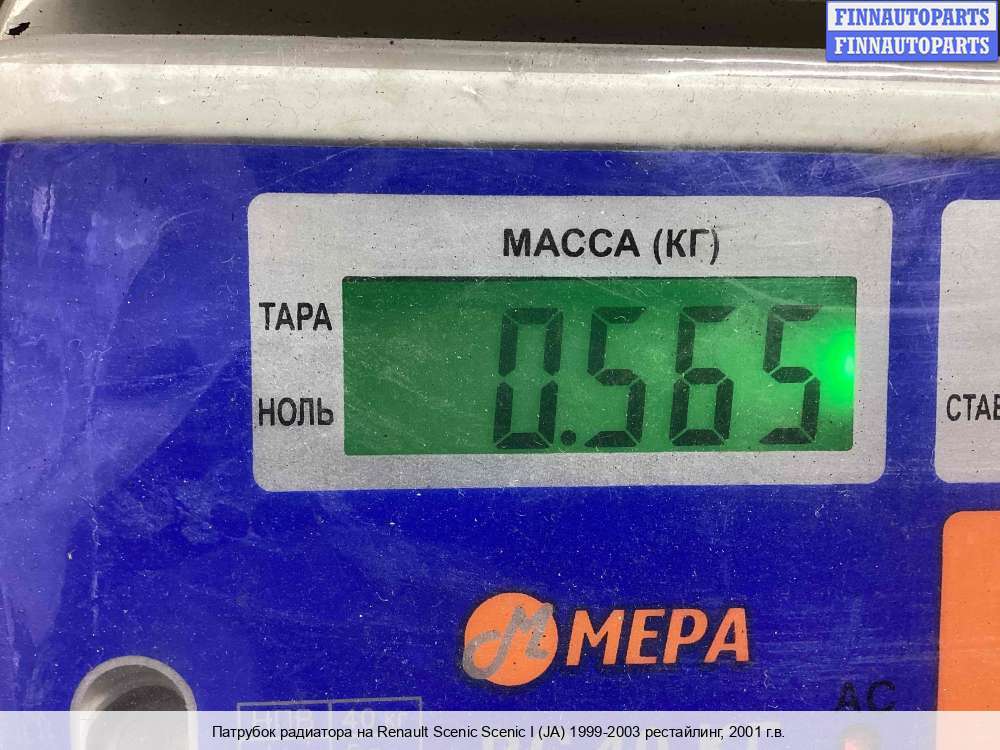 FINNAUTOPARTS
FINNAUTOPARTS
МАССА (КГ)
ТАРА
0.565
НОЛЬ
СТАВ
МЕРА
АС
НПВ 40 кг
Патрубок радиатора на Renault Scenic Scenic I (JA) 1999-2003 рестайлинг, 2001 г.в.